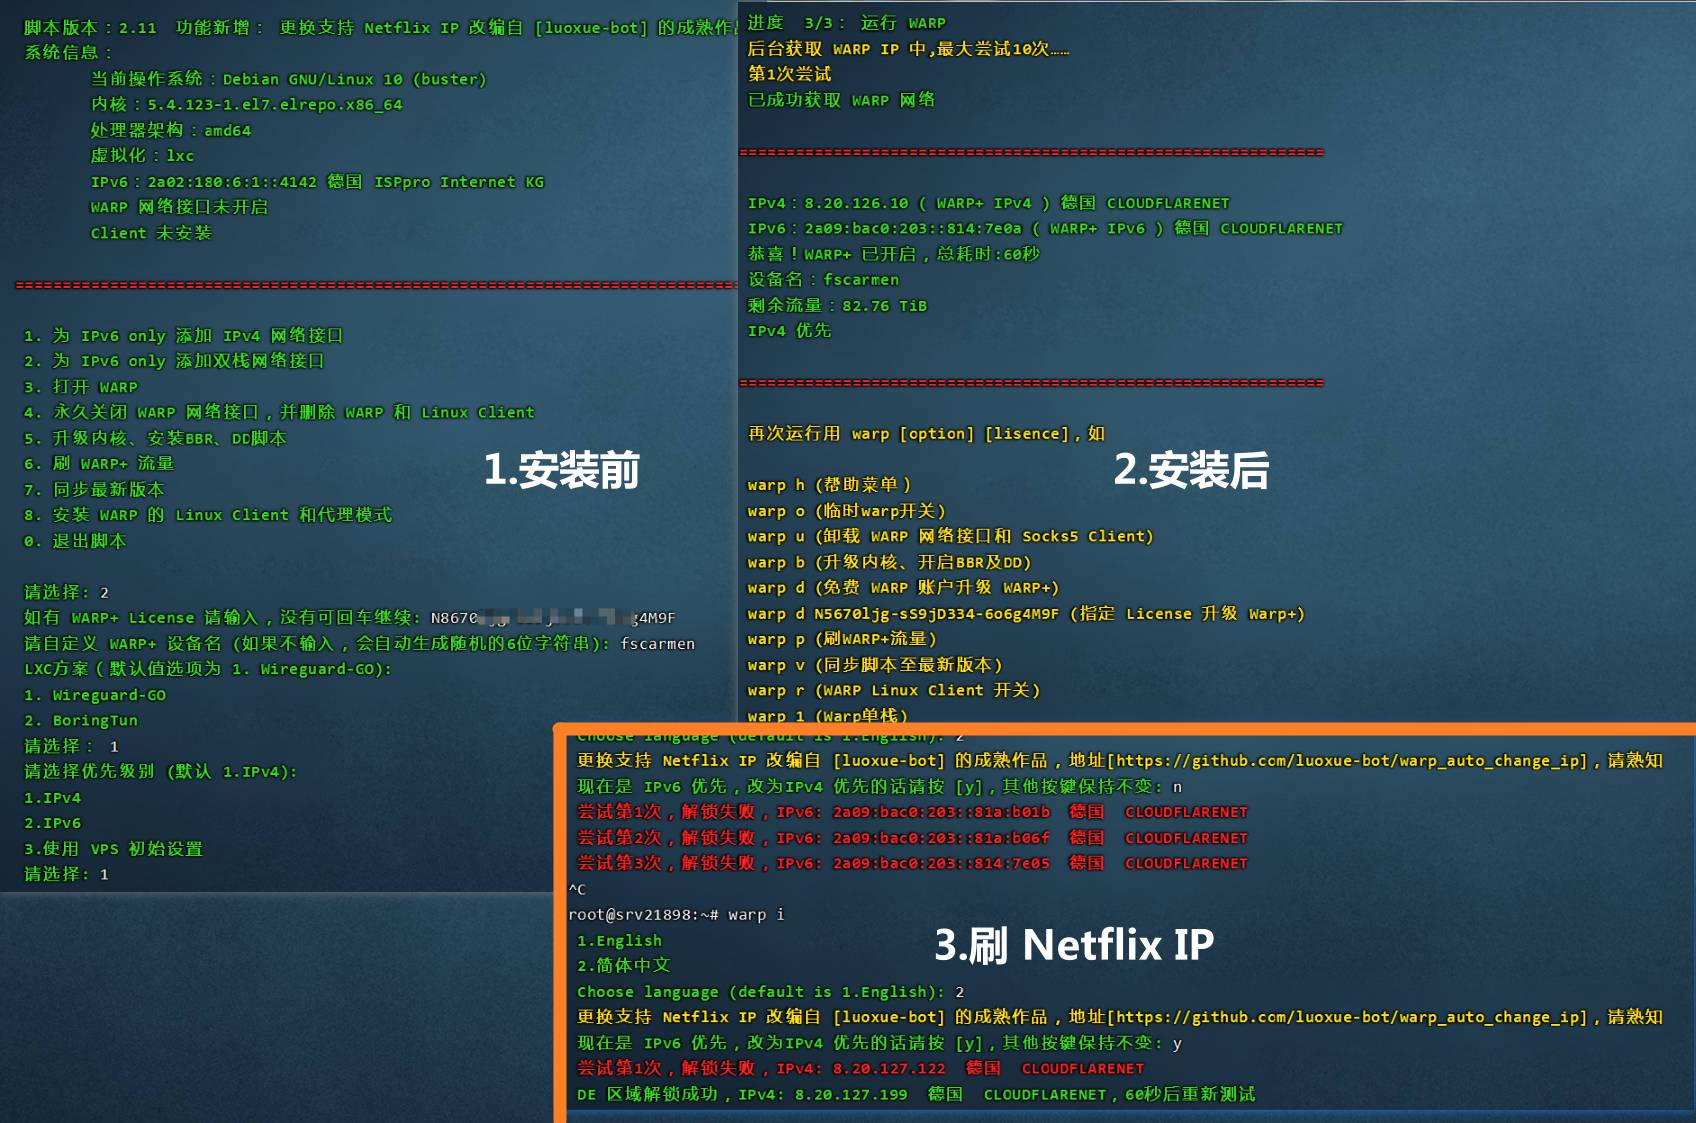 脚本版本：2.11  功能新增： 更换支持 Netflix IP 改编自 [luoxue-bot] 的成熟作
系统信息：
当前操作系统：Debian GNU/Linux 10 (buster)
内核：5.4.123-1.el7.elrepo.x86_64
处理器架构：amd64
虚拟化：lxc
IPv6：2a02:180:6:1::4142 德国 ISPpro Internet KG
WARP 网络接口未开启
Client 未安装
1. 为 IPv6 only 添加 IPv4 网络接口
2. 为 IPv6 only 添加双栈网络接口
3. 打开 WARP
4. 永久关闭 WARP 网络接口，并删除 WARP 和 Linux Client
5. 升级内核、安装BBR、DD脚本
6. 刷 WARP+ 流量
7. 同步最新版本
8. 安装 WARP 的 Linux Client 和代理模式
0. 退出脚本
1.安装前
请选择: 2
如有 WARP+ License 请输入，没有可回车继续: N8670 g4M9F
请自定义 WARP+ 设备名 (如果不输入，会自动生成随机的6位字符串): fscarmen
LXC方案（默认值选项为 1. Wireguard-GO):
1. Wireguard-GO
2. BoringTun
请选择： 1
请选择优先级别 (默认 1.IPv4):
1.IPv4
2.IPv6
3.使用 VPS 初始设置
请选择: 1
进度  3/3： 运行 WARP
后台获取 WARP IP 中,最大尝试10次……
第1次尝试
已成功获取 WARP 网络
==============================================================
IPv4：8.20.126.10 ( WARP+ IPv4 ) 德国 CLOUDFLARENET
IPv6：2a09:bac0:203::814:7e0a ( WARP+ IPv6 ) 德国 CLOUDFLARENET
恭喜！WARP+ 已开启，总耗时:60秒
设备名：fscarmen
剩余流量：82.76 TiB
IPv4 优先
==============================================================
再次运行用 warp [option] [lisence]，如
2.安装后
warp h (帮助菜单）
warp o (临时warp开关)
warp u (卸载 WARP 网络接口和 Socks5 Client)
warp b (升级内核、开启BBR及DD)
warp d (免费 WARP 账户升级 WARP+)
warp d N5670ljg-sS9jD334-6o6g4M9F (指定 License 升级 Warp+)
warp p (刷WARP+流量)
warp v (同步脚本至最新版本)
warp r (WARP Linux Client 开关)
warp 1 (Warp单栈)
Choose language (default is 1.English): 2
更换支持 Netflix IP 改编自 [luoxue-bot] 的成熟作品，地址[https://github.com/luoxue-bot/warp_auto_change_ip]，请熟知
现在是 IPv6 优先，改为IPv4 优先的话请按 [y]，其他按键保持不变: n
尝试第1次，解锁失败，IPv6: 2a09:bac0:203::81a:b01b  德国  CLOUDFLARENET
尝试第2次，解锁失败，IPv6: 2a09:bac0:203::81a:b06f  德国  CLOUDFLARENET
尝试第3次，解锁失败，IPv6: 2a09:bac0:203::814:7e05  德国  CLOUDFLARENET
^C
root@srv21898:~# warp i
1.English
2.简体中文
3.刷 Netflix IP
Choose language (default is 1.English): 2
更换支持 Netflix IP 改编自 [luoxue-bot] 的成熟作品，地址[https://github.com/luoxue-bot/warp_auto_change_ip]，请熟知
现在是 IPv6 优先，改为IPv4 优先的话请按 [y]，其他按键保持不变: y
尝试第1次，解锁失败，IPv4: 8.20.127.122  德国  CLOUDFLARENET
DE 区域解锁成功，IPv4: 8.20.127.199  德国  CLOUDFLARENET，60秒后重新测试